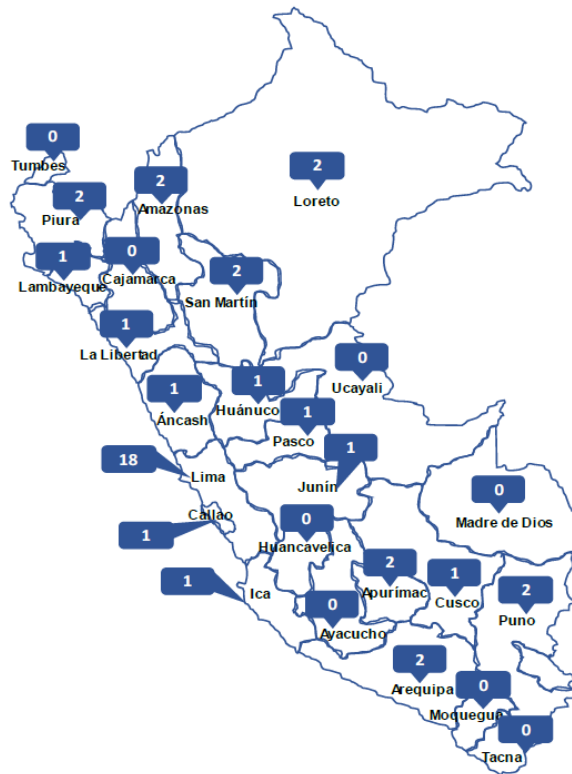 0
Tumbes
2
Piura
2
Amazonas
2
Loreto
1
Lambayeque
0
Cajamarca
2
San Martín
1
La Libertad
0
Ucayali
1
Áncash
1
Huánuco
1
Pasco
18
Lima
1
Junín
0
Madre de Dios
1
Callao
0
Huancavelica
1
Ica
2
Apurímac
1
Cusco
2
Puno
0
Ayacucho
2
Arequipa
0
Moquegua
0
Tacna